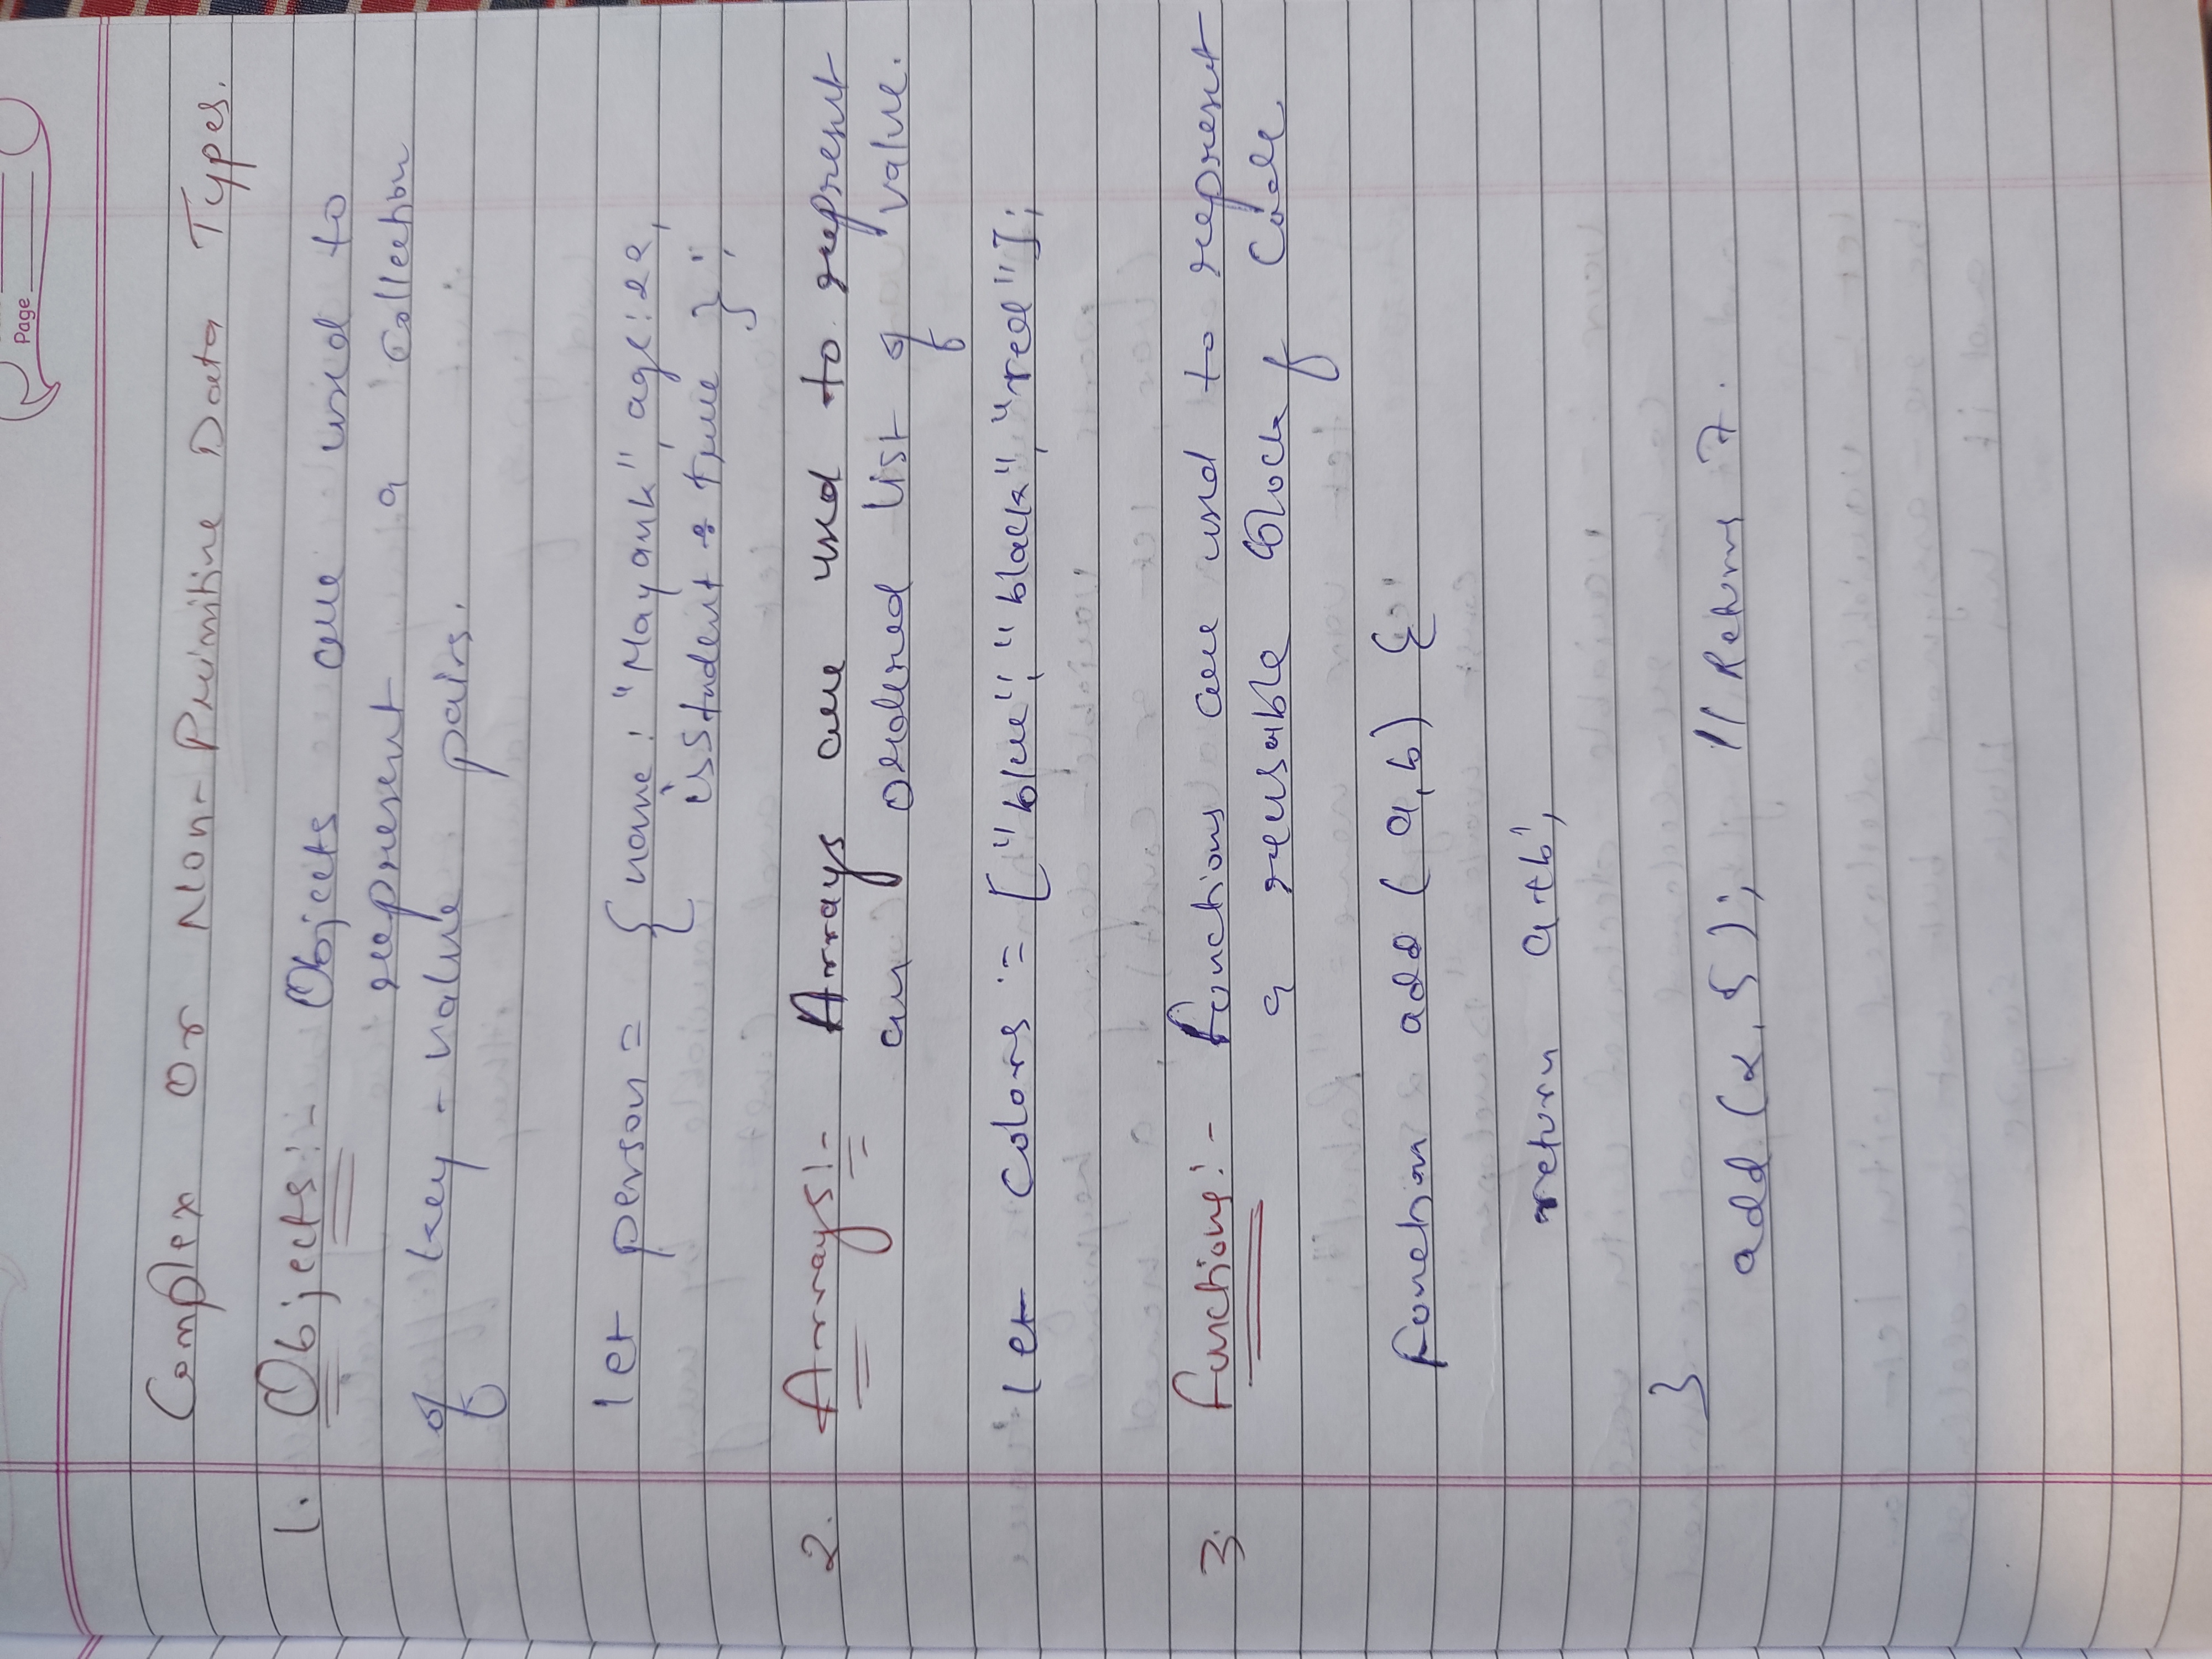 Page
Complex Or Non-Primitive Data Types.
1. Objects:- Objects are used to
represent a Collection
of key-value pairs.
let person = { name : "Mayank", age : 22,
isStudent : true } ;
2. Arrays:- Arrays are used to represent
an ordered list of value.
let colors = ["blue", "black", "red"];
3. functions:- functions are used to represent
a reusable block of code
function add (a, b) {
return a+b;
}
add (2, 5); // Returns 7.